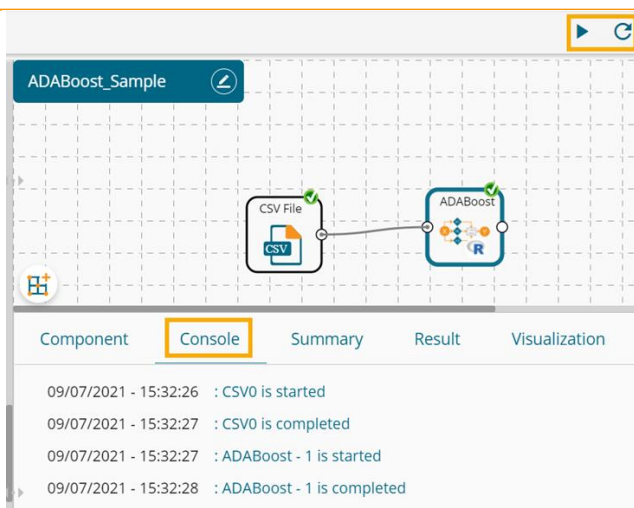 ADABoost_Sample
CSV File
CSV
ADABoost
R
Component Console Summary Result Visualization
09/07/2021 - 15:32:26 : CSV0 is started
09/07/2021 - 15:32:27 : CSV0 is completed
09/07/2021 - 15:32:27 : ADABoost - 1 is started
09/07/2021 - 15:32:28 : ADABoost - 1 is completed